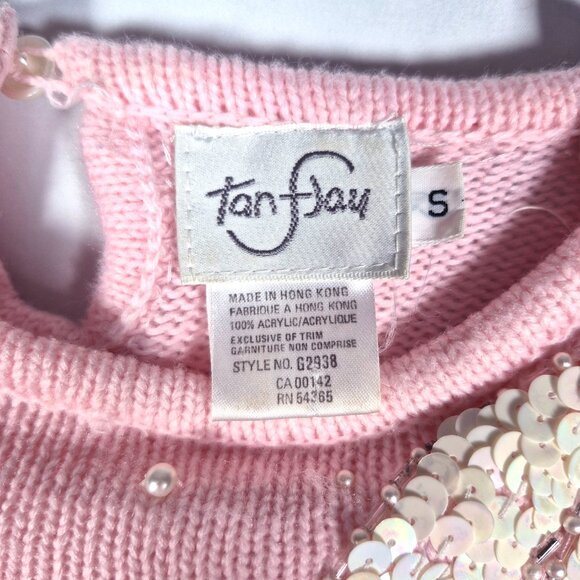 Tan Jay
S
MADE IN HONG KONG
FABRIQUE A HONG KONG
100% ACRYLIC/ACRYLIQUE
EXCLUSIVE OF TRIM
GARNITURE NON COMPRISE
STYLE NO. G2938
CA 00142
RN 54365